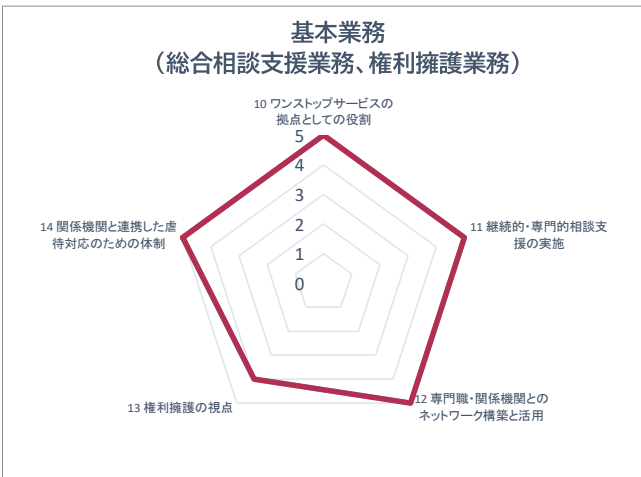 基本業務
（総合相談支援業務、権利擁護業務）
10 ワンストップサービスの
拠点としての役割
5
4
3
2
1
0
14 関係機関と連携した虐
待対応のための体制
11 継続的・専門的相談支
援の実施
13 権利擁護の視点
12 専門職・関係機関との
ネットワーク構築と活用